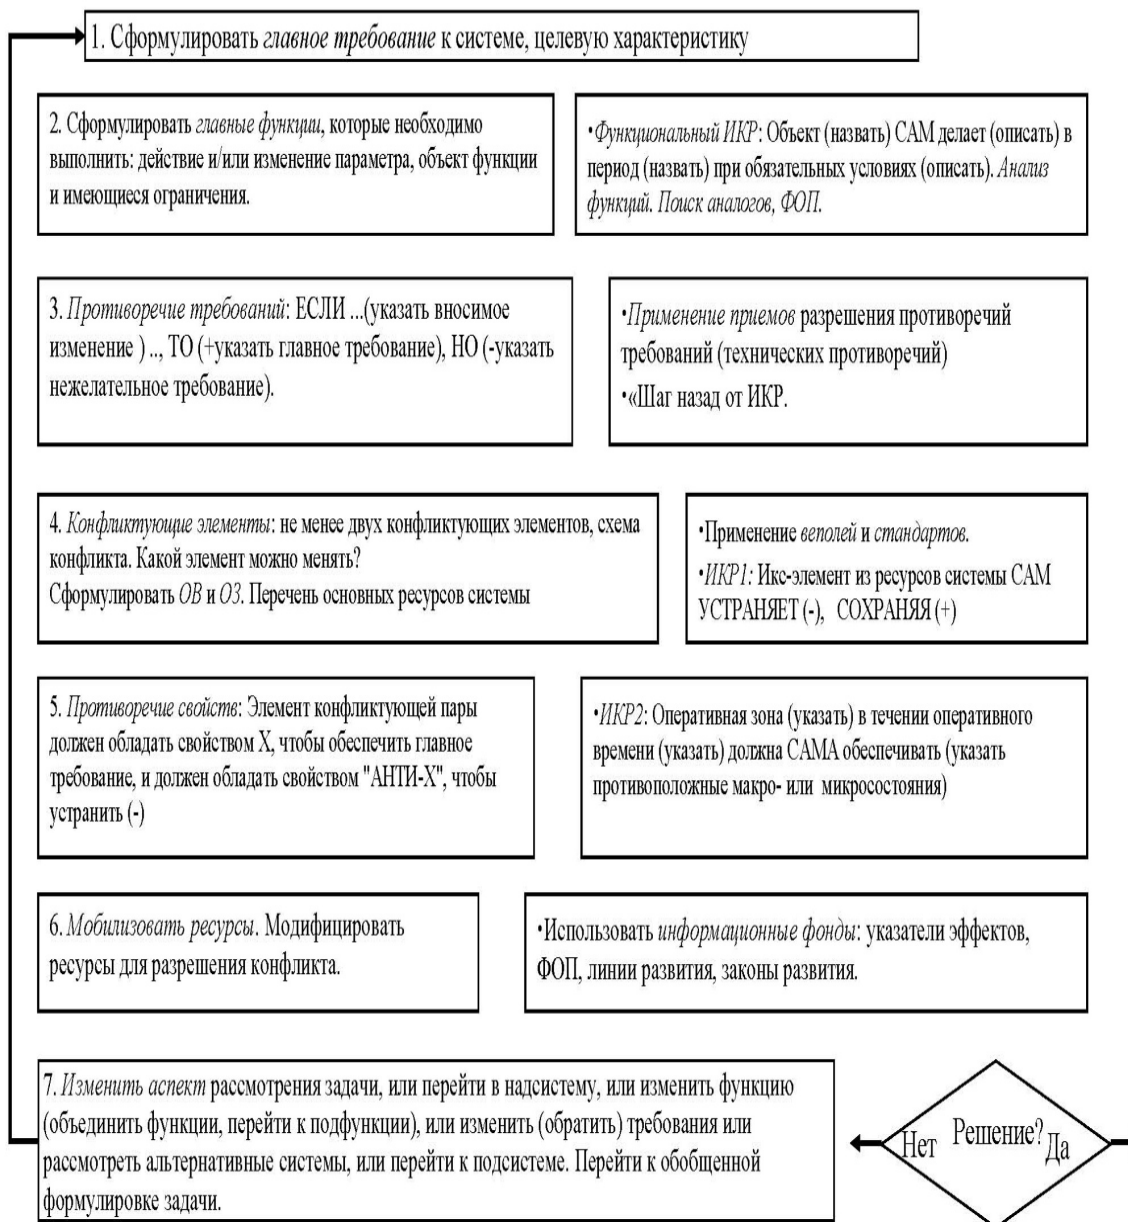 1. Сформулировать главное требование к системе, целевую характеристику
2. Сформулировать главные функции, которые необходимо
выполнить: действие и/или изменение параметра, объект функции
и имеющиеся ограничения.
•Функциональный ИКР: Объект (назвать) САМ делает (описать) в
период (назвать) при обязательных условиях (описать). Анализ
функций. Поиск аналогов, ФОП.
3. Противоречие требований: ЕСЛИ ...(указать вносимое
изменение ) .., ТО (+указать главное требование), НО (-указать
нежелательное требование).
•Применение приемов разрешения противоречий
требований (технических противоречий)
•«Шаг назад от ИКР.
4. Конфликтующие элементы: не менее двух конфликтующих элементов, схема
конфликта. Какой элемент можно менять?
Сформулировать ОВ и ОЗ. Перечень основных ресурсов системы
•Применение веполей и стандартов.
•ИКР1: Икс-элемент из ресурсов системы САМ
УСТРАНЯЕТ (-), СОХРАНЯЯ (+)
5. Противоречие свойств: Элемент конфликтующей пары
должен обладать свойством Х, чтобы обеспечить главное
требование, и должен обладать свойством "АНТИ-Х", чтобы
устранить (-)
•ИКР2: Оперативная зона (указать) в течении оперативного
времени (указать) должна САМА обеспечивать (указать
противоположные макро- или микросостояния)
6. Мобилизовать ресурсы. Модифицировать
ресурсы для разрешения конфликта.
•Использовать информационные фонды: указатели эффектов,
ФОП, линии развития, законы развития.
7. Изменить аспект рассмотрения задачи, или перейти в надсистему, или изменить функцию
(объединить функции, перейти к подфункции), или изменить (обратить) требования или
рассмотреть альтернативные системы, или перейти к подсистеме. Перейти к обобщенной
формулировке задачи.
Нет Решение? Да